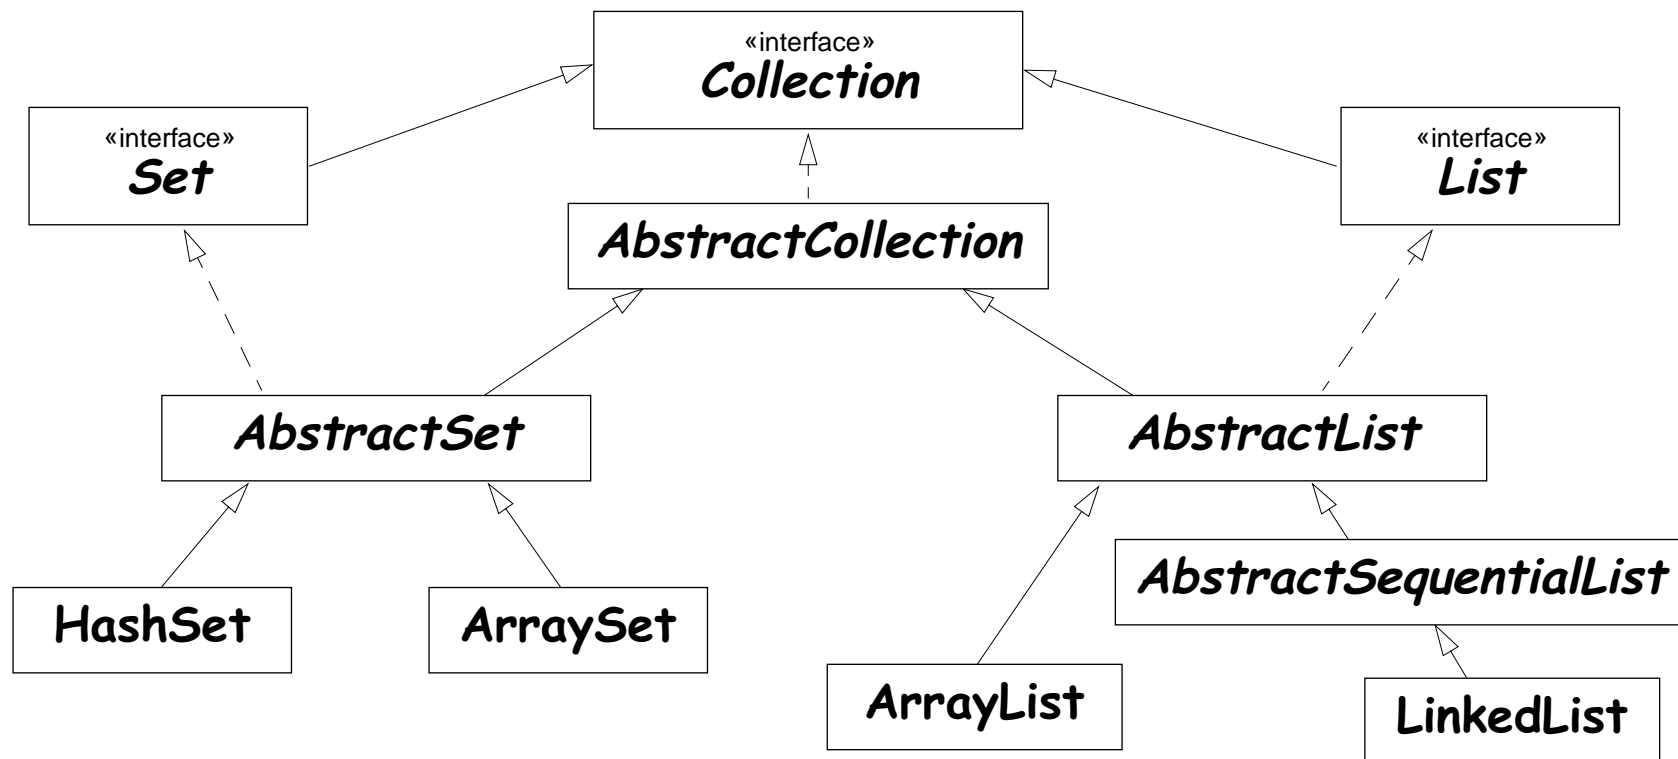 «interface»
Collection
«interface»
Set
«interface»
List
AbstractCollection
AbstractSet
AbstractList
AbstractSequentialList
HashSet
ArraySet
ArrayList
LinkedList